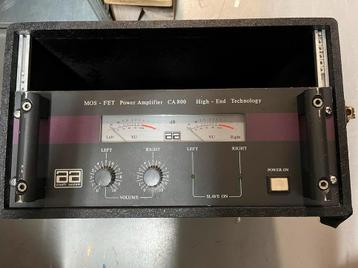 MOS - FET Power Amplifier CA 800 High - End Technology
dB
Left VU VU Right
aa
LEFT RIGHT LEFT RIGHT
aa
POWER ON
VOLUME SLAVE ON